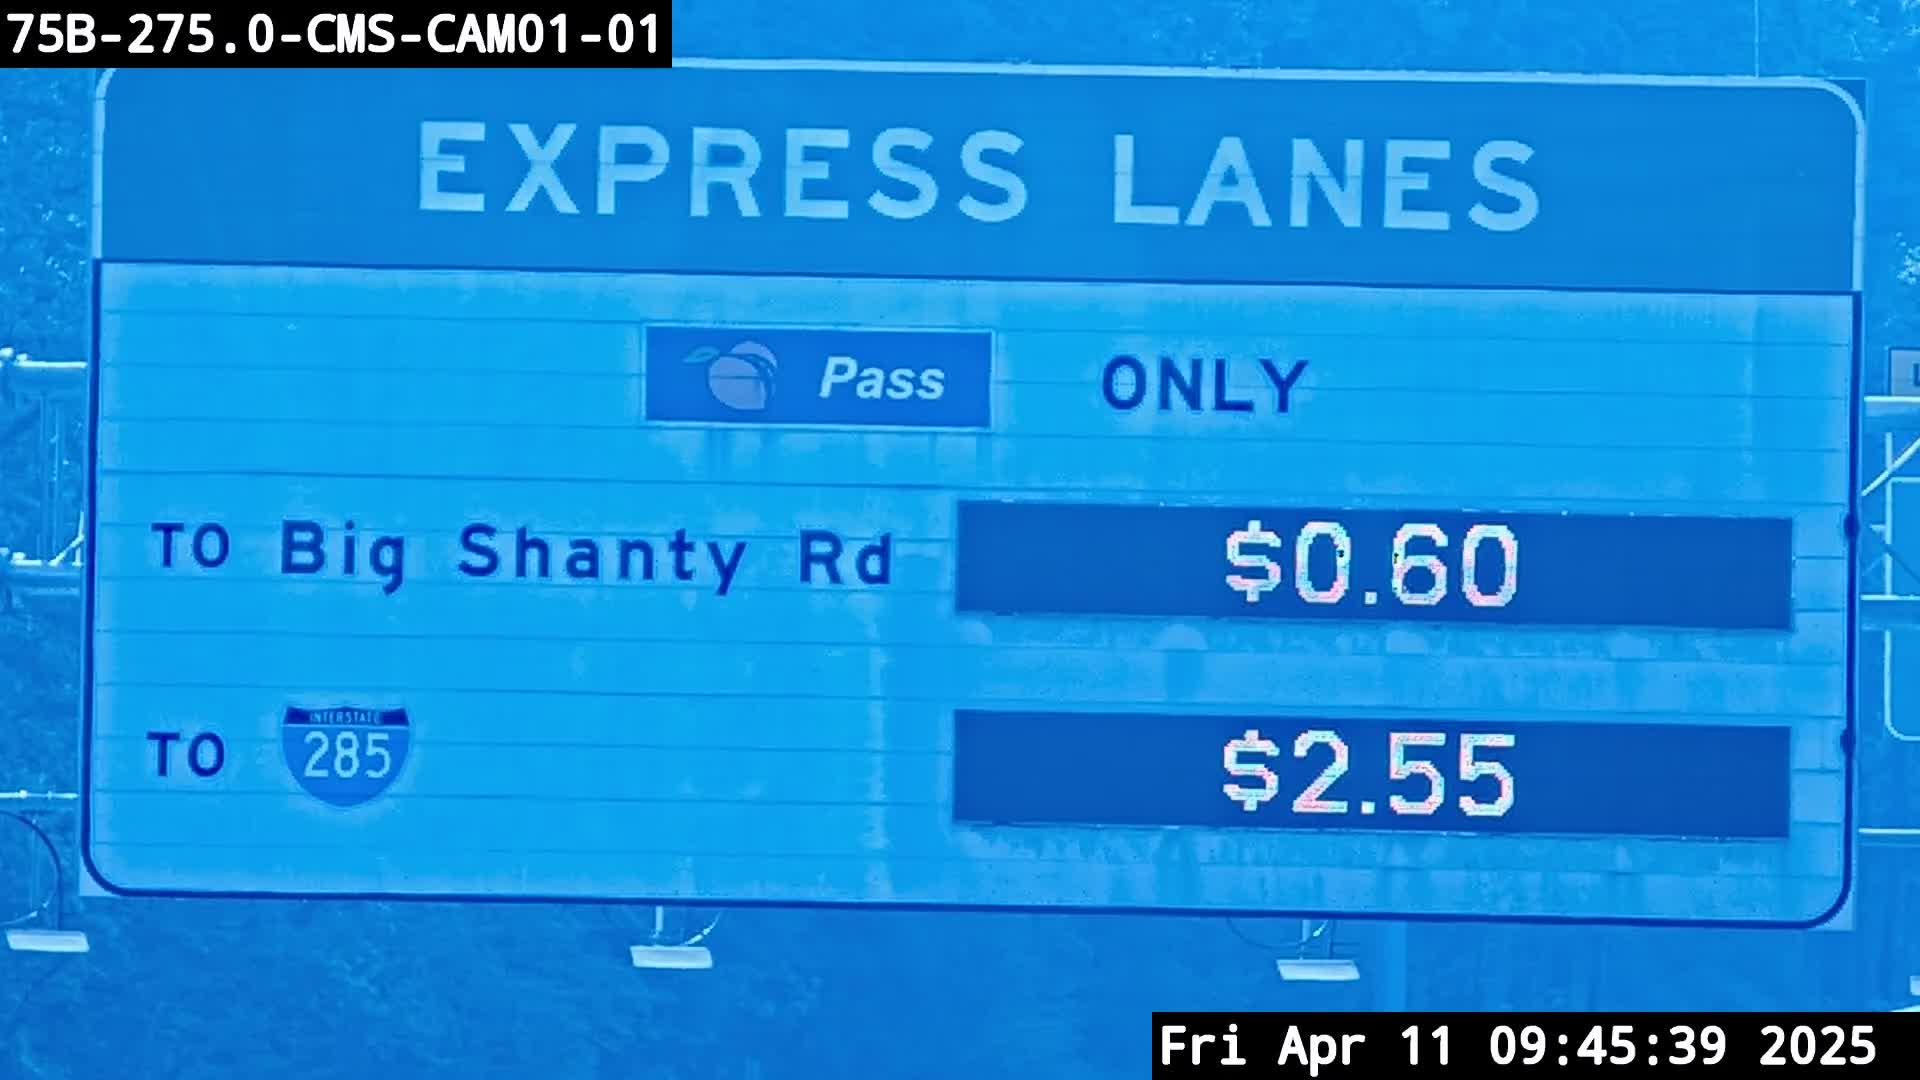 75B-275.0-CMS-CAM01-01
EXPRESS LANES
Pass ONLY
TO Big Shanty Rd $0.60
INTERSTATE
TO 285 $2.55
Fri Apr 11 09:45:39 2025